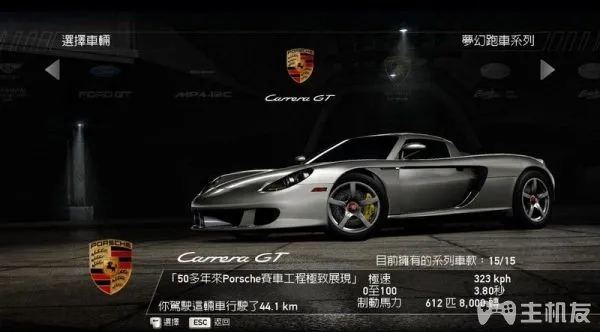 選擇車輛
夢幻跑車系列
FORD GT
MP4-12C
PORSCHE
Carrera GT
PORSCHE
Carrera GT
目前擁有的系列車款：15/15
「50多年來Porsche賽車工程極致展現」
極速 323 kph
0至100 3.80秒
你駕駛這輛車行駛了44.1 km
制動馬力 612 匹 8,000 轉
選擇 ESC 返回
主机友